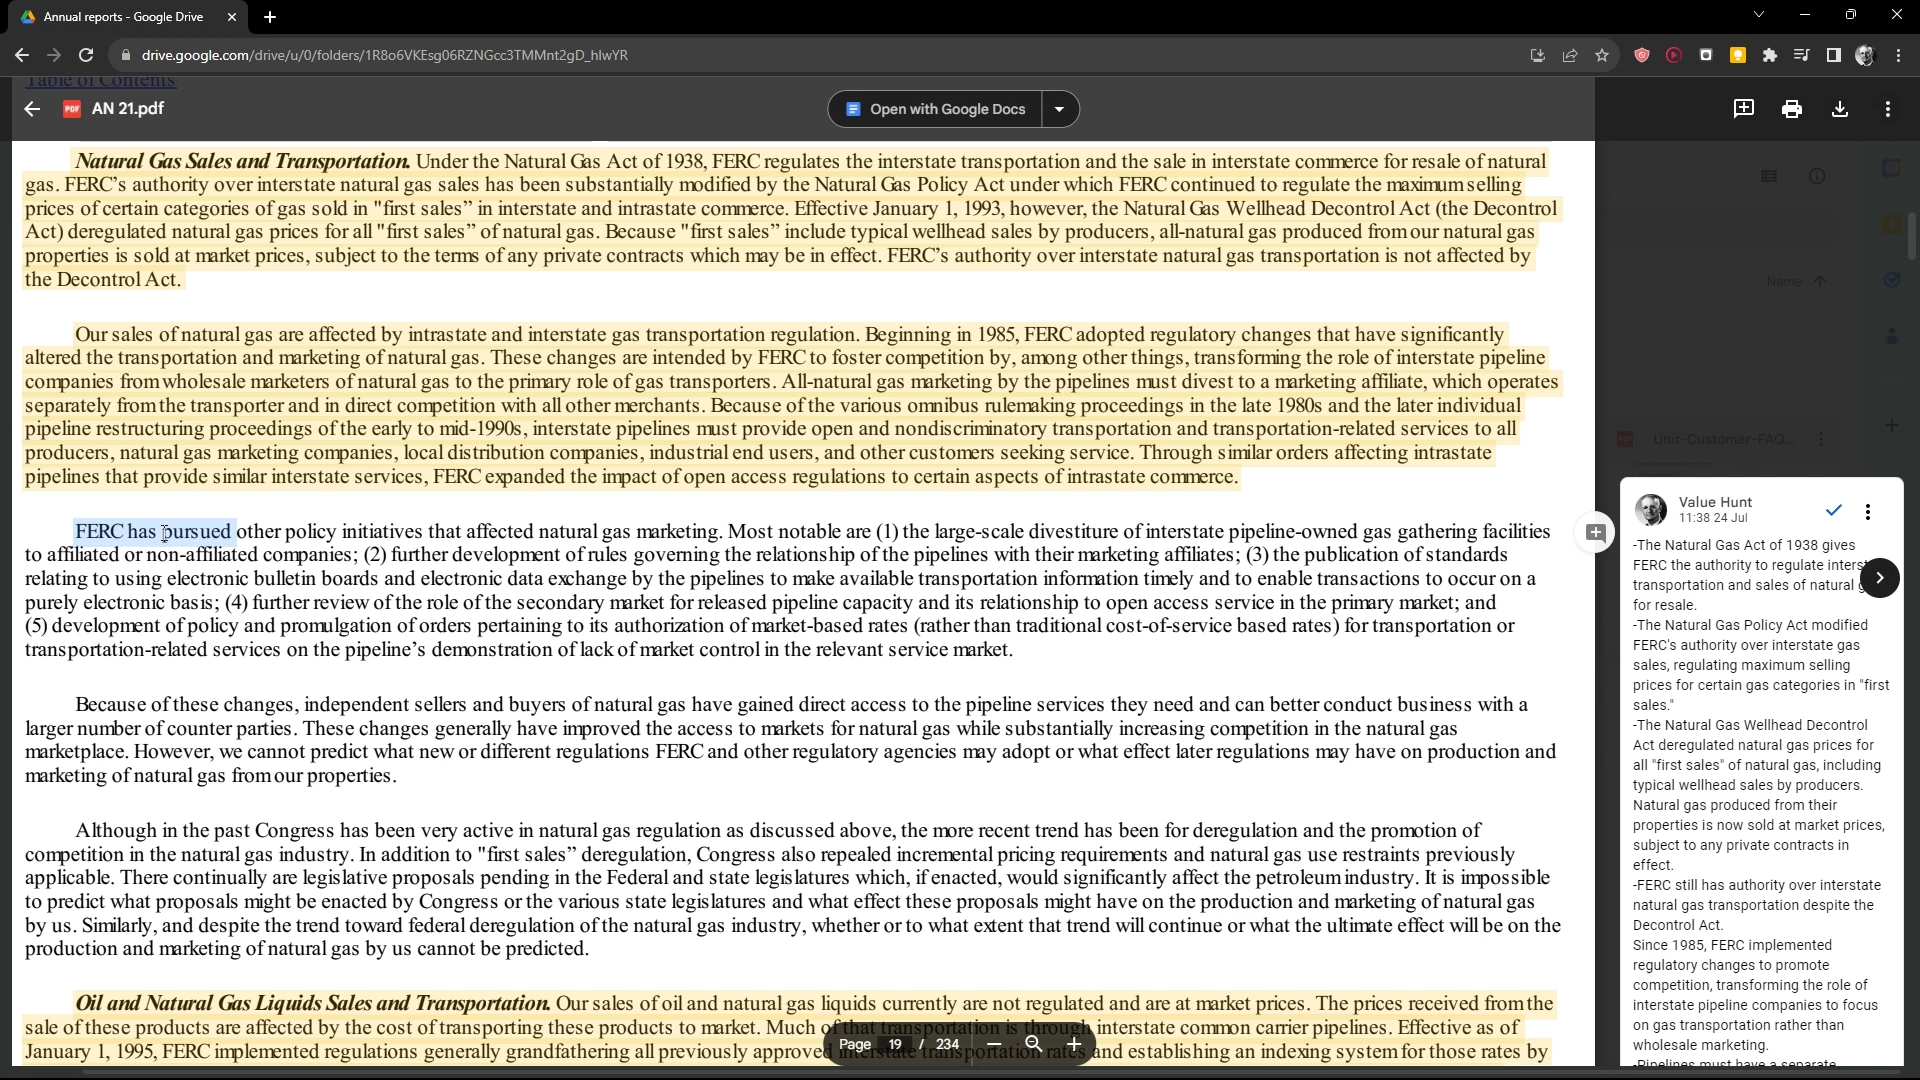 Annual reports - Google Drive
drive.google.com/drive/u/0/folders/1R8o6VKEsg06RZNGcc3TMMnt2gD_hlwYR
Table of Contents
PDF AN 21.pdf
Open with Google Docs
Natural Gas Sales and Transportation. Under the Natural Gas Act of 1938, FERC regulates the interstate transportation and the sale in interstate commerce for resale of natural
gas. FERC’s authority over interstate natural gas sales has been substantially modified by the Natural Gas Policy Act under which FERC continued to regulate the maximum selling
prices of certain categories of gas sold in "first sales” in interstate and intrastate commerce. Effective January 1, 1993, however, the Natural Gas Wellhead Decontrol Act (the Decontrol
Act) deregulated natural gas prices for all "first sales” of natural gas. Because "first sales” include typical wellhead sales by producers, all-natural gas produced from our natural gas
properties is sold at market prices, subject to the terms of any private contracts which may be in effect. FERC’s authority over interstate natural gas transportation is not affected by
the Decontrol Act.
Our sales of natural gas are affected by intrastate and interstate gas transportation regulation. Beginning in 1985, FERC adopted regulatory changes that have significantly
altered the transportation and marketing of natural gas. These changes are intended by FERC to foster competition by, among other things, transforming the role of interstate pipeline
companies from wholesale marketers of natural gas to the primary role of gas transporters. All-natural gas marketing by the pipelines must divest to a marketing affiliate, which operates
separately from the transporter and in direct competition with all other merchants. Because of the various omnibus rulemaking proceedings in the late 1980s and the later individual
pipeline restructuring proceedings of the early to mid-1990s, interstate pipelines must provide open and nondiscriminatory transportation and transportation-related services to all
producers, natural gas marketing companies, local distribution companies, industrial end users, and other customers seeking service. Through similar orders affecting intrastate
pipelines that provide similar interstate services, FERC expanded the impact of open access regulations to certain aspects of intrastate commerce.
FERC has pursued other policy initiatives that affected natural gas marketing. Most notable are (1) the large-scale divestiture of interstate pipeline-owned gas gathering facilities
to affiliated or non-affiliated companies; (2) further development of rules governing the relationship of the pipelines with their marketing affiliates; (3) the publication of standards
relating to using electronic bulletin boards and electronic data exchange by the pipelines to make available transportation information timely and to enable transactions to occur on a
purely electronic basis; (4) further review of the role of the secondary market for released pipeline capacity and its relationship to open access service in the primary market; and
(5) development of policy and promulgation of orders pertaining to its authorization of market-based rates (rather than traditional cost-of-service based rates) for transportation or
transportation-related services on the pipeline’s demonstration of lack of market control in the relevant service market.
Because of these changes, independent sellers and buyers of natural gas have gained direct access to the pipeline services they need and can better conduct business with a
larger number of counter parties. These changes generally have improved the access to markets for natural gas while substantially increasing competition in the natural gas
marketplace. However, we cannot predict what new or different regulations FERC and other regulatory agencies may adopt or what effect later regulations may have on production and
marketing of natural gas from our properties.
Although in the past Congress has been very active in natural gas regulation as discussed above, the more recent trend has been for deregulation and the promotion of
competition in the natural gas industry. In addition to "first sales” deregulation, Congress also repealed incremental pricing requirements and natural gas use restraints previously
applicable. There continually are legislative proposals pending in the Federal and state legislatures which, if enacted, would significantly affect the petroleum industry. It is impossible
to predict what proposals might be enacted by Congress or the various state legislatures and what effect these proposals might have on the production and marketing of natural gas
by us. Similarly, and despite the trend toward federal deregulation of the natural gas industry, whether or to what extent that trend will continue or what the ultimate effect will be on the
production and marketing of natural gas by us cannot be predicted.
Oil and Natural Gas Liquids Sales and Transportation. Our sales of oil and natural gas liquids currently are not regulated and are at market prices. The prices received from the
sale of these products are affected by the cost of transporting these products to market. Much of that transportation is through interstate common carrier pipelines. Effective as of
January 1, 1995, FERC implemented regulations generally grandfathering all previously approved interstate transportation rates and establishing an indexing system for those rates by
Page 19 / 234
Name
Unit-Customer-FAQ...
Value Hunt
11:38 24 Jul
-The Natural Gas Act of 1938 gives
FERC the authority to regulate interst
transportation and sales of natural g
for resale.
-The Natural Gas Policy Act modified
FERC's authority over interstate gas
sales, regulating maximum selling
prices for certain gas categories in "first
sales."
-The Natural Gas Wellhead Decontrol
Act deregulated natural gas prices for
all "first sales" of natural gas, including
typical wellhead sales by producers.
Natural gas produced from their
properties is now sold at market prices,
subject to any private contracts in
effect.
-FERC still has authority over interstate
natural gas transportation despite the
Decontrol Act.
Since 1985, FERC implemented
regulatory changes to promote
competition, transforming the role of
interstate pipeline companies to focus
on gas transportation rather than
wholesale marketing.
-Pipelines must have a separate